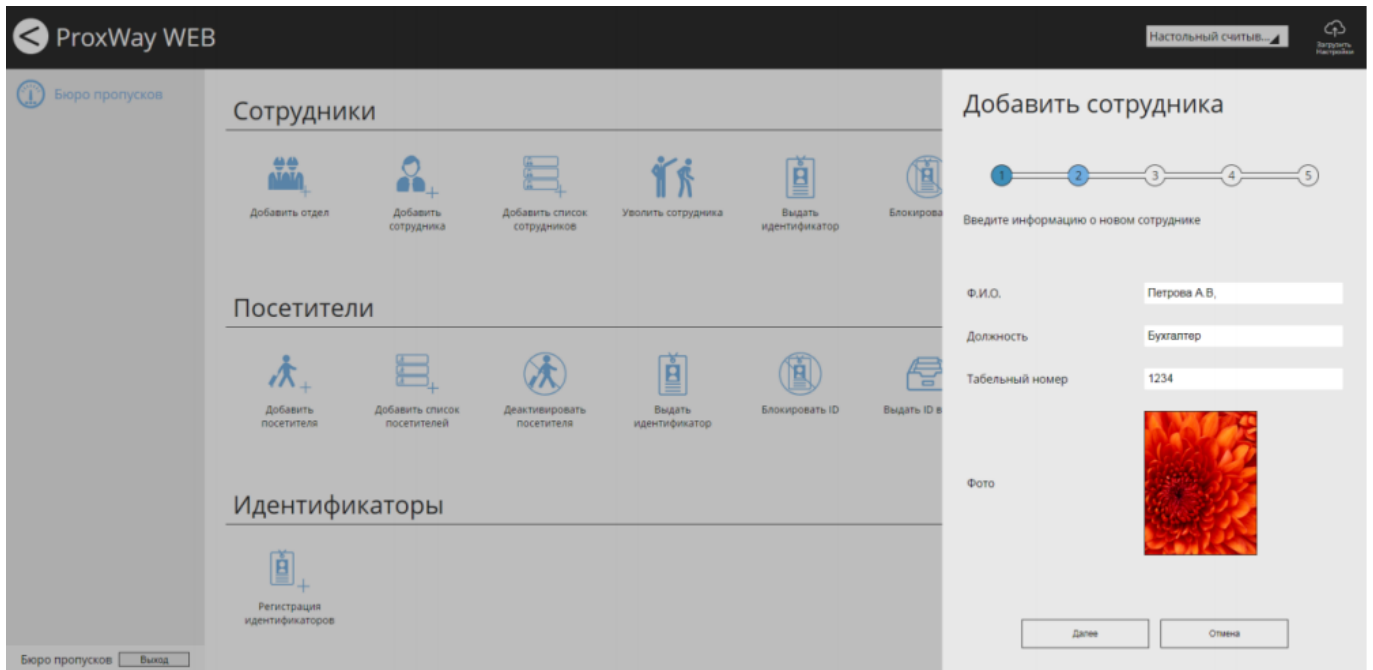 ProxWay WEB
Настольный считыв...
Загрузить
Настройки
Бюро пропусков
Сотрудники
Добавить отдел
Добавить
сотрудника
Добавить список
сотрудников
Уволить сотрудника
Выдать
идентификатор
Блокирова
Посетители
Добавить
посетителя
Добавить список
посетителей
Деактивировать
посетителя
Выдать
идентификатор
Блокировать ID
Выдать ID в
Идентификаторы
Регистрация
идентификаторов
Добавить сотрудника
1 2 3 4 5
Введите информацию о новом сотруднике
Ф.И.О. Петрова А.В,
Должность Бухгалтер
Табельный номер 1234
Фото
Далее Отмена
Бюро пропусков Выход